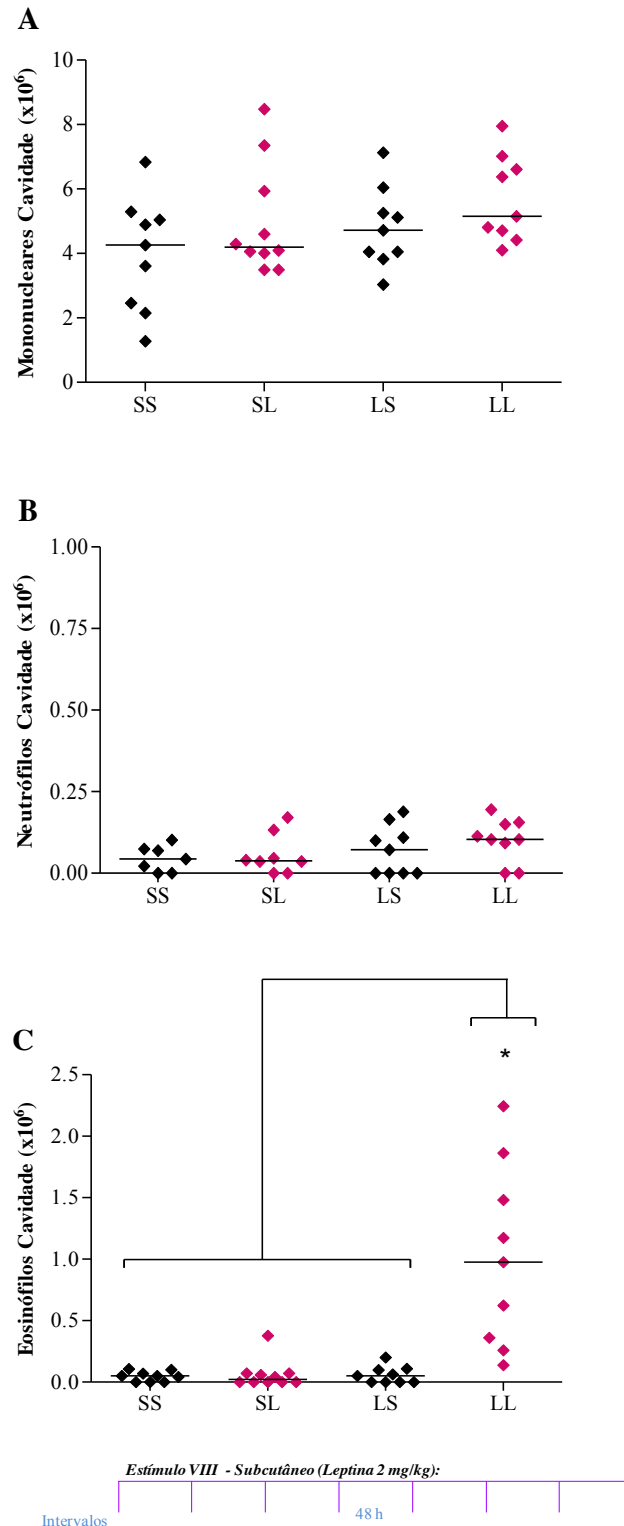 A
Mononucleares Cavidade (x10⁶)
10
8
6
4
2
0
SS SL LS LL
B
Neutrófilos Cavidade (x10⁶)
1.00
0.75
0.50
0.25
0.00
SS SL LS LL
C
Eosinófilos Cavidade (x10⁶)
*
2.5
2.0
1.5
1.0
0.5
0.0
SS SL LS LL
Estímulo VIII - Subcutâneo (Leptina 2 mg/kg):
Intervalos 48 h